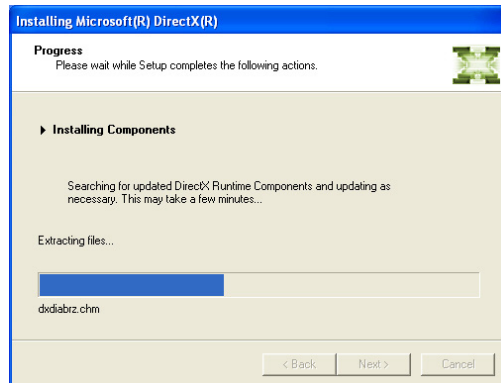 Installing Microsoft(R) DirectX(R)
Progress
Please wait while Setup completes the following actions.
Installing Components
Searching for updated DirectX Runtime Components and updating as
necessary. This may take a few minutes...
Extracting files...
dxdiabrz.chm
< Back
Next >
Cancel